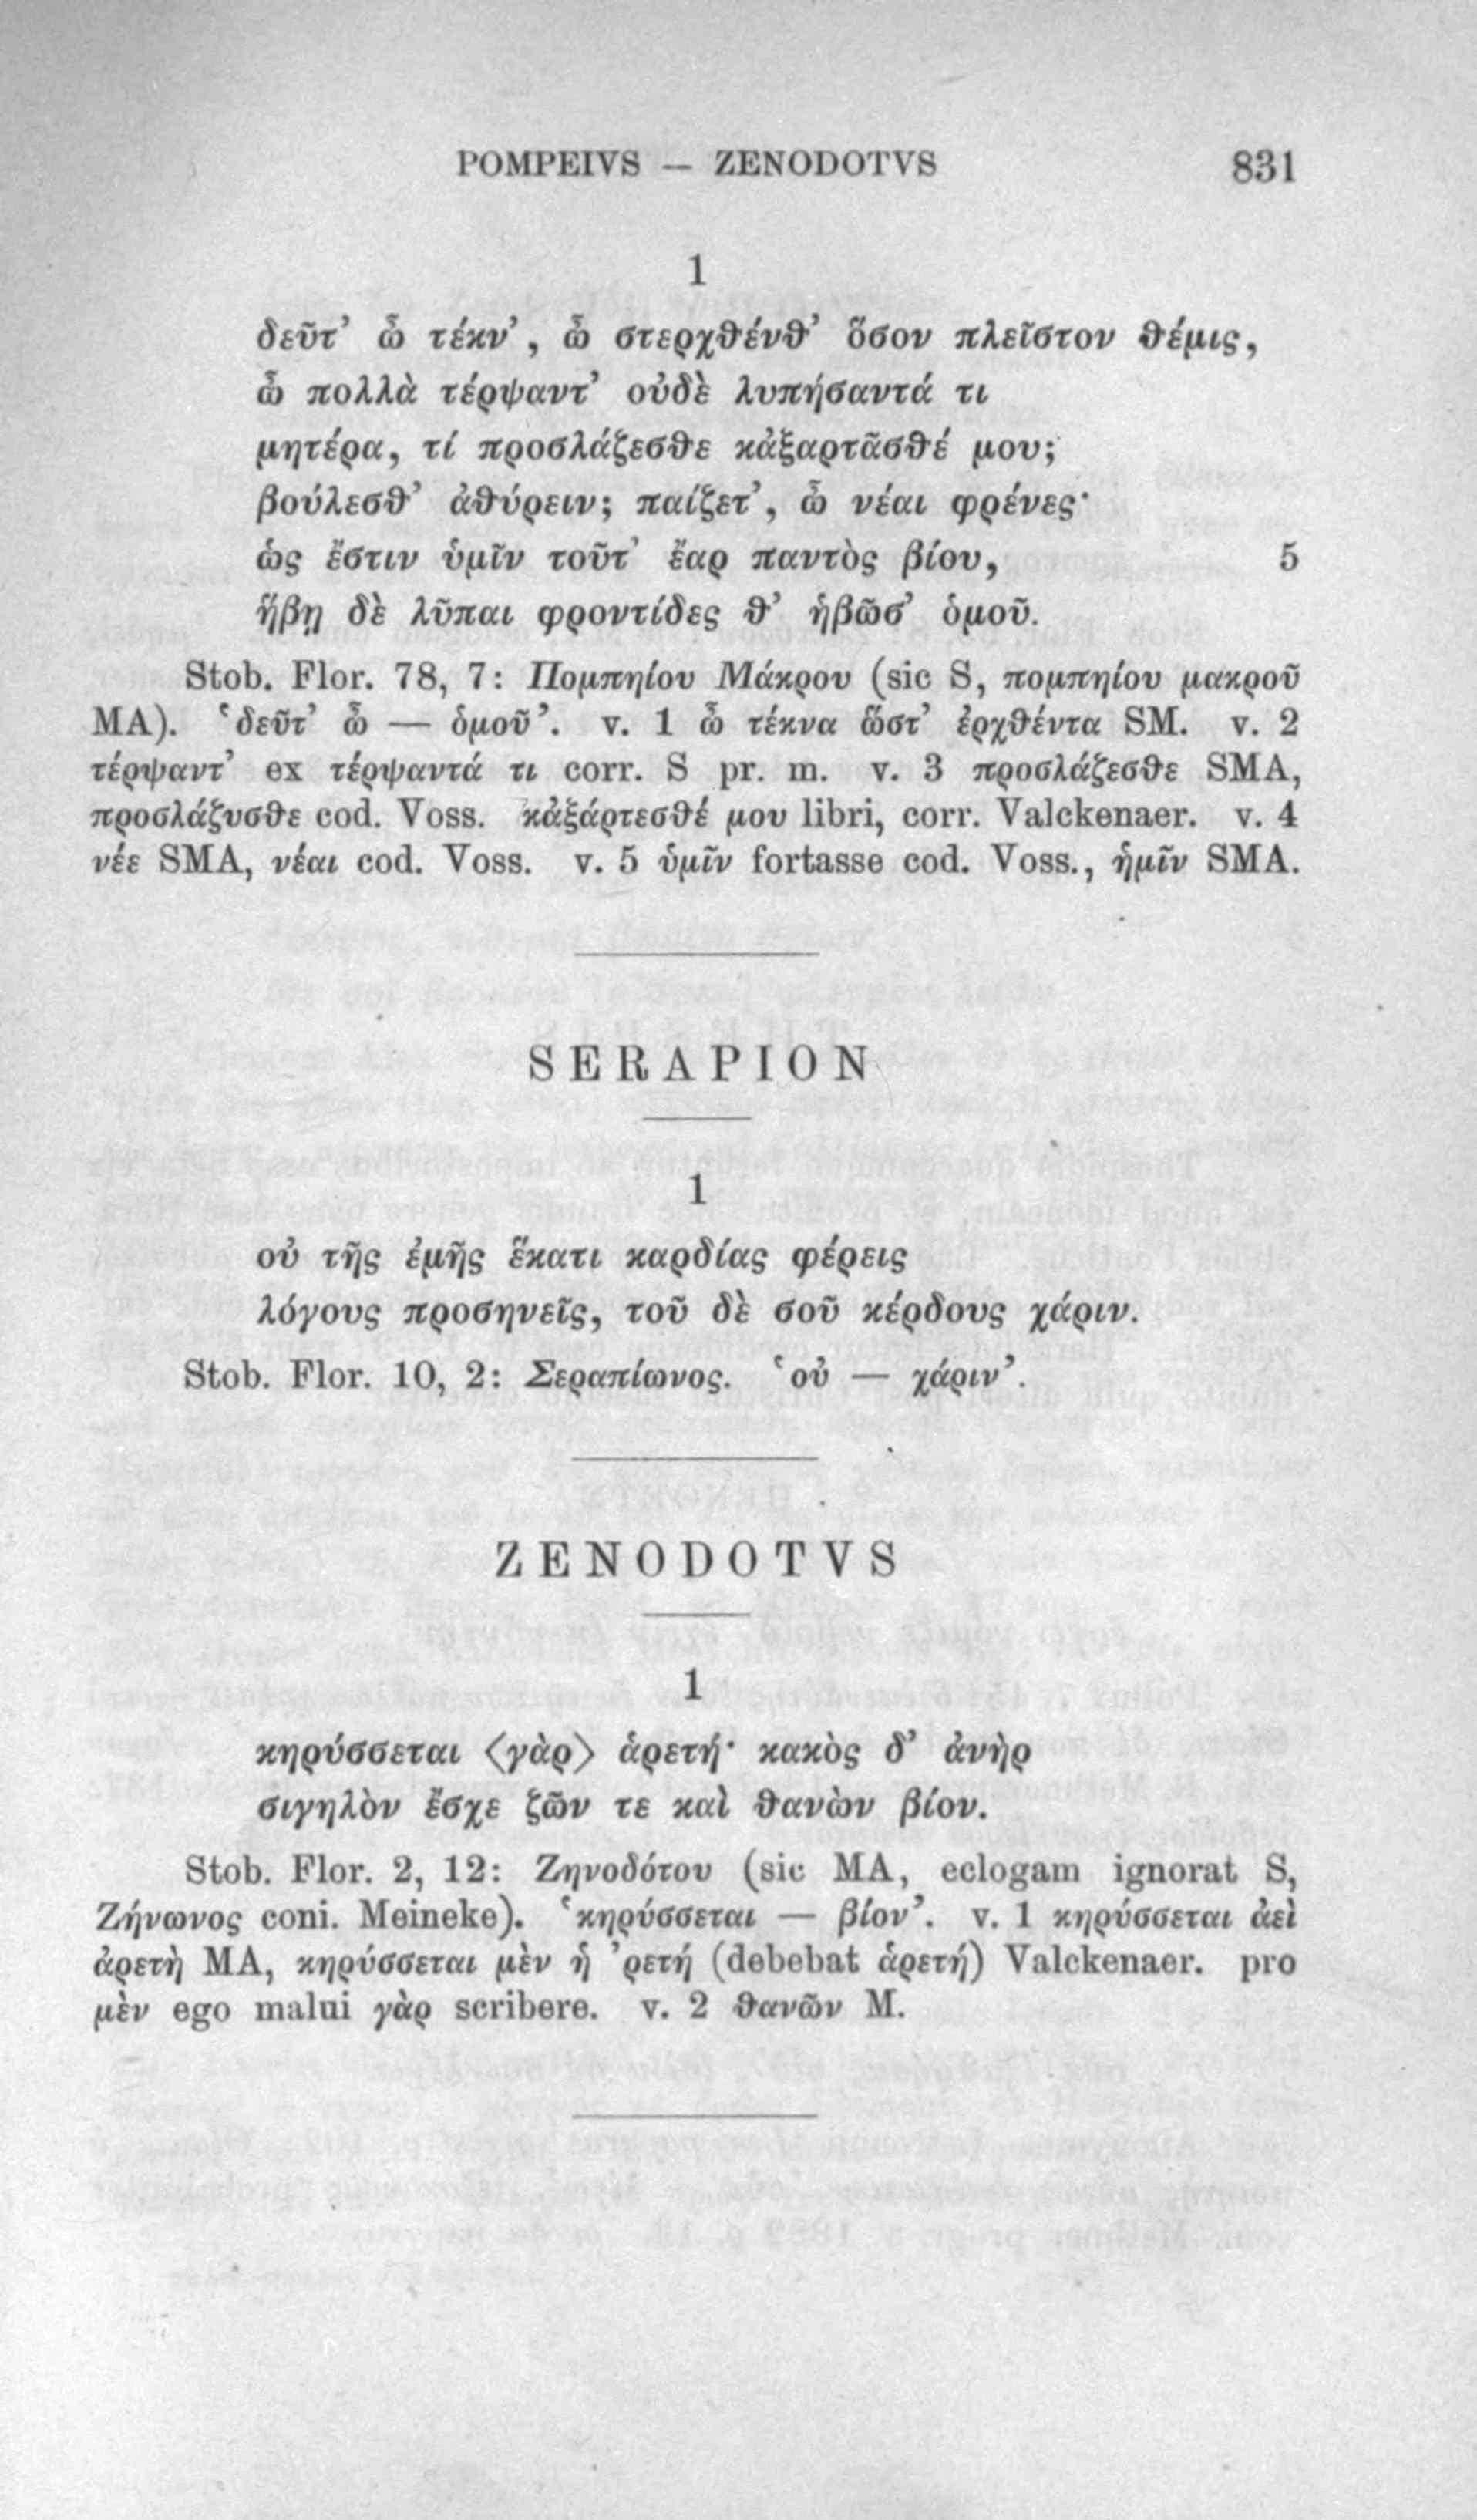 POMPEIVS — ZENODOTVS 831
1
δεῦτ’ ὦ τέκν’, ὦ στερχθένθ’ ὅσον πλεῖστον θέμις,
ὦ πολλὰ τέρψαντ’ οὐδὲ λυπήσαντά τι
μητέρα, τί προσλάζεσθε κἀξαρτᾶσθέ μου;
βούλεσθ’ ἀθύρειν; παίζετ’, ὦ νέαι φρένες·
ὡς ἔστιν ὑμῖν τοῦτ’ ἔαρ παντὸς βίου, 5
ἥβῃ δὲ λῦπαι φροντίδες θ’ ἡβῶσ’ ὁμοῦ.
Stob. Flor. 78, 7: Πομπηίου Μάκρου (sic S, πομπηίου μακροῦ
MA). ‘δεῦτ’ ὦ — ὁμοῦ’. v. 1 ὦ τέκνα ὥστ’ ἐρχθέντα SM. v. 2
τέρψαντ’ ex τέρψαντά τι corr. S pr. m. v. 3 προσλάζεσθε SMA,
προσλάζυσθε cod. Voss. κἀξάρτεσθέ μου libri, corr. Valckenaer. v. 4
νέε SMA, νέαι cod. Voss. v. 5 ὑμῖν fortasse cod. Voss., ἡμῖν SMA.
SERAPION
1
οὐ τῆς ἐμῆς ἕκατι καρδίας φέρεις
λόγους προσηνεῖς, τοῦ δὲ σοῦ κέρδους χάριν.
Stob. Flor. 10, 2: Σεραπίωνος. ‘οὐ — χάριν’.
ZENODOTVS
1
κηρύσσεται ⟨γὰρ⟩ ἁρετή· κακὸς δ’ ἀνὴρ
σιγηλὸν ἔσχε ζῶν τε καὶ θανὼν βίον.
Stob. Flor. 2, 12: Ζηνοδότου (sic MA, eclogam ignorat S,
Ζήνωνος coni. Meineke). ‘κηρύσσεται — βίον’. v. 1 κηρύσσεται ἀεὶ
ἀρετὴ MA, κηρύσσεται μὲν ἡ ’ρετή (debebat ἁρετή) Valckenaer. pro
μὲν ego malui γὰρ scribere. v. 2 θανῶν M.